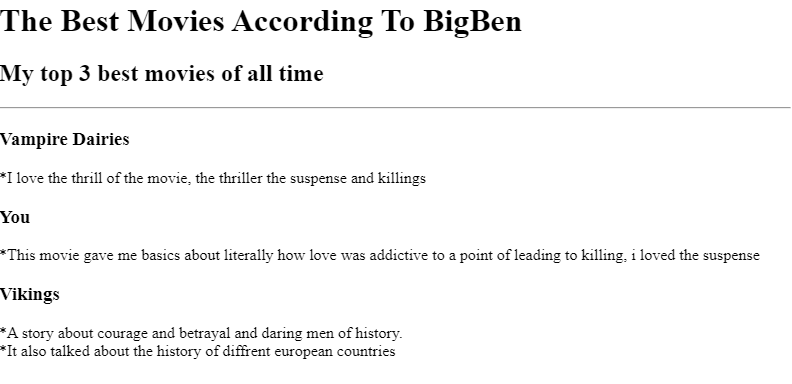 The Best Movies According To BigBen
My top 3 best movies of all time
Vampire Dairies
*I love the thrill of the movie, the thriller the suspense and killings
You
*This movie gave me basics about literally how love was addictive to a point of leading to killing, i loved the suspense
Vikings
*A story about courage and betrayal and daring men of history.
*It also talked about the history of diffrent european countries